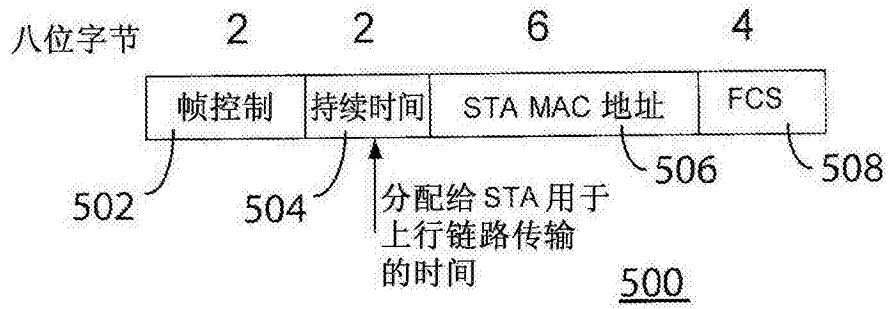 八位字节 2 2 6 4
帧控制 持续时间 STA MAC 地址 FCS
502 504 506 508
分配给 STA 用于
上行链路传输
的时间
500